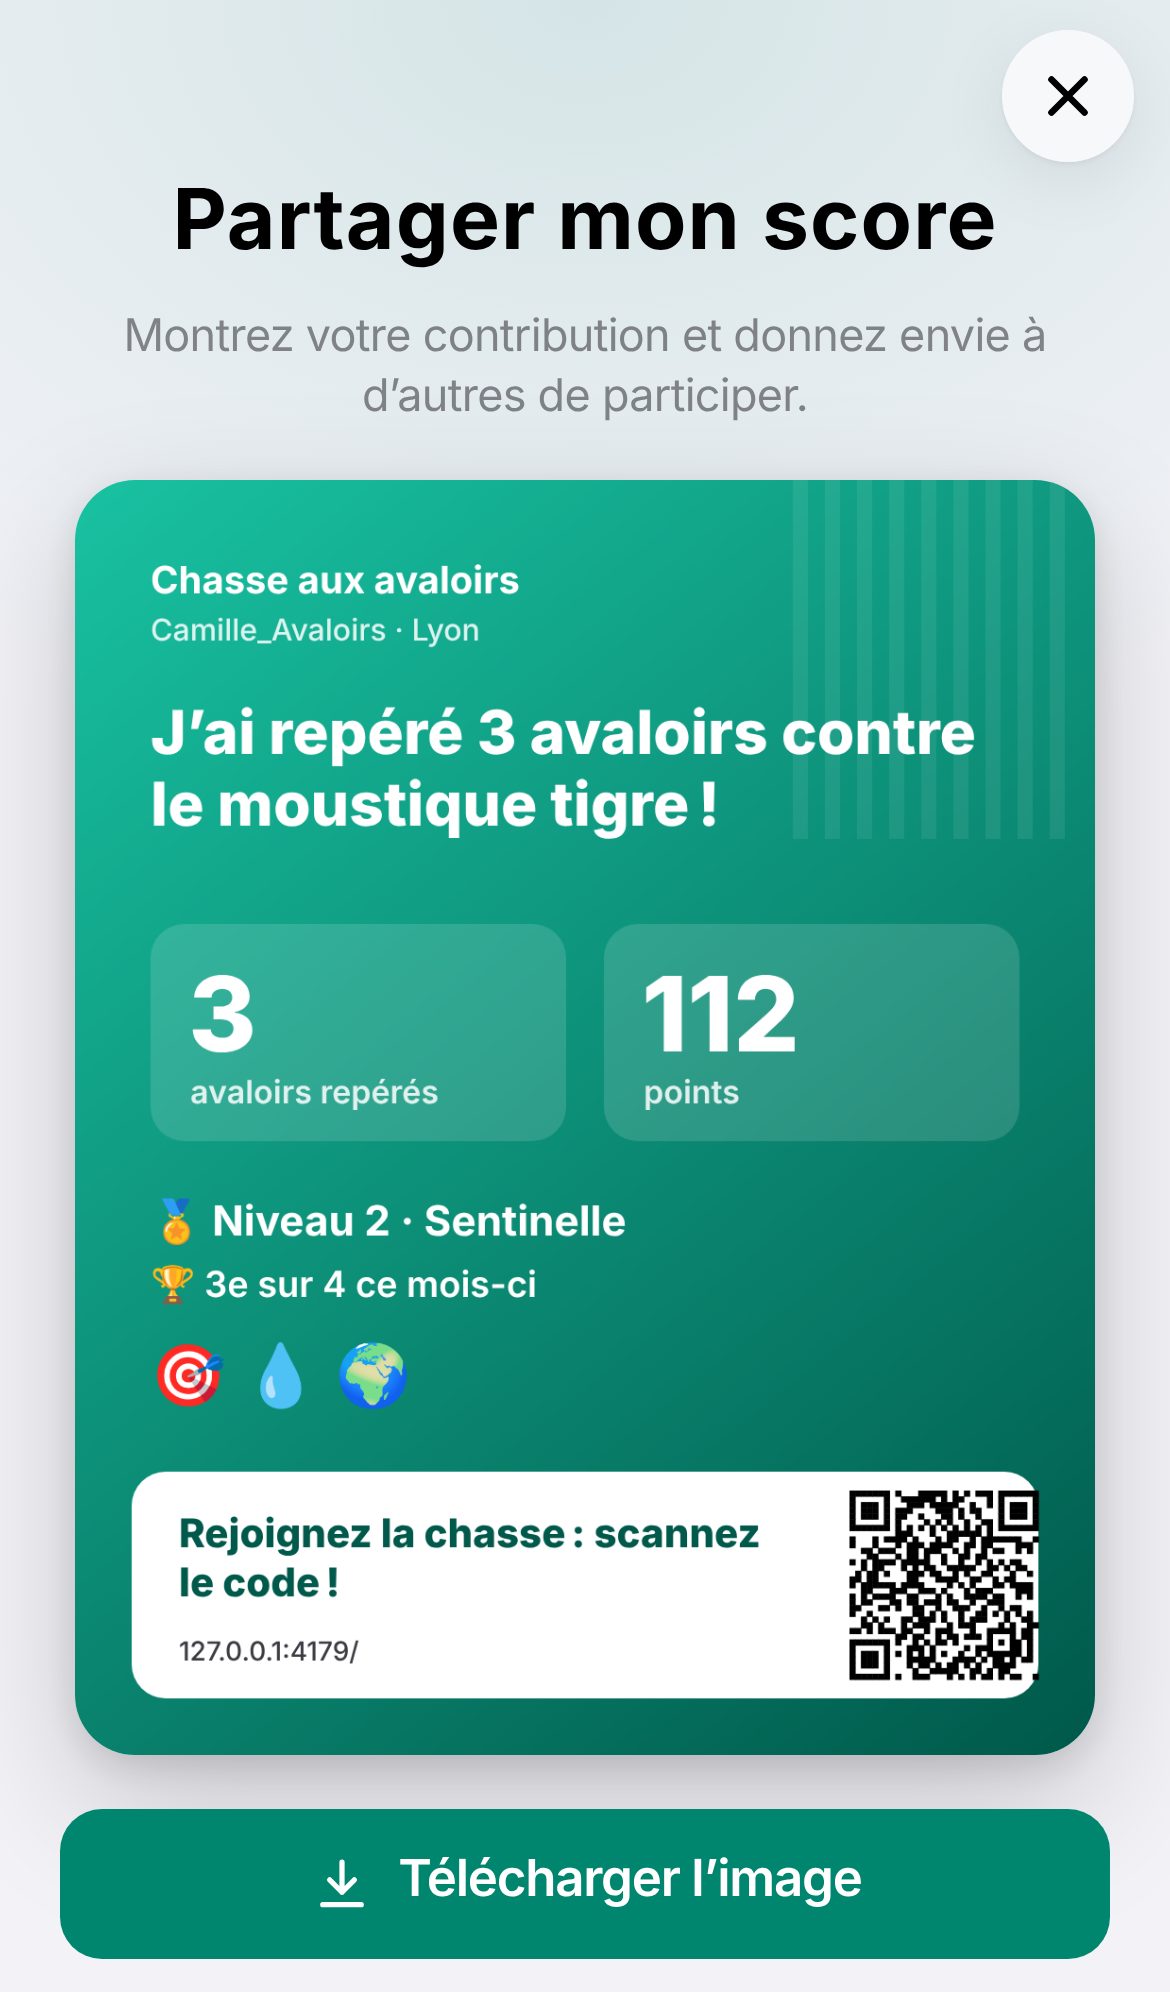 Partager mon score
Montrez votre contribution et donnez envie à
d’autres de participer.
Chasse aux avaloirs
Camille_Avaloirs · Lyon
J’ai repéré 3 avaloirs contre
le moustique tigre !
3
avaloirs repérés
112
points
Niveau 2 · Sentinelle
3e sur 4 ce mois-ci
Rejoignez la chasse : scannez
le code !
127.0.0.1:4179/
Télécharger l’image